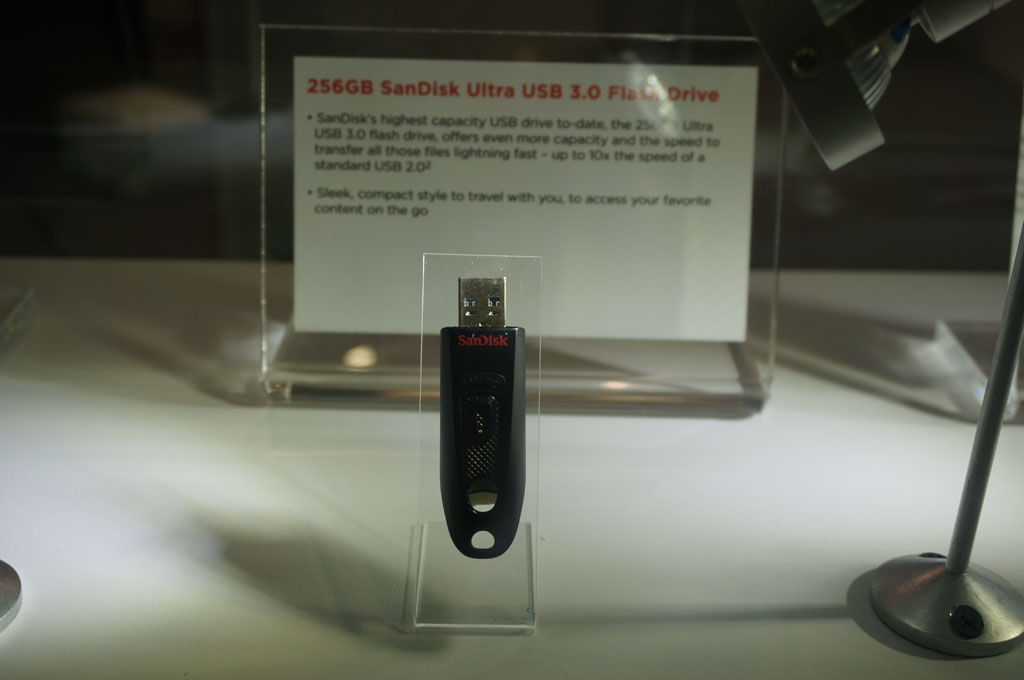 256GB SanDisk Ultra USB 3.0 Flash Drive
• SanDisk's highest capacity USB drive to-date, the 256GB Ultra
USB 3.0 flash drive, offers even more capacity and the speed to
transfer all those files lightning fast – up to 10x the speed of a
standard USB 2.0²
• Sleek, compact style to travel with you, to access your favorite
content on the go
SanDisk